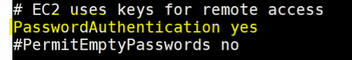 # EC2 uses keys for remote access
PasswordAuthentication yes
#PermitEmptyPasswords no